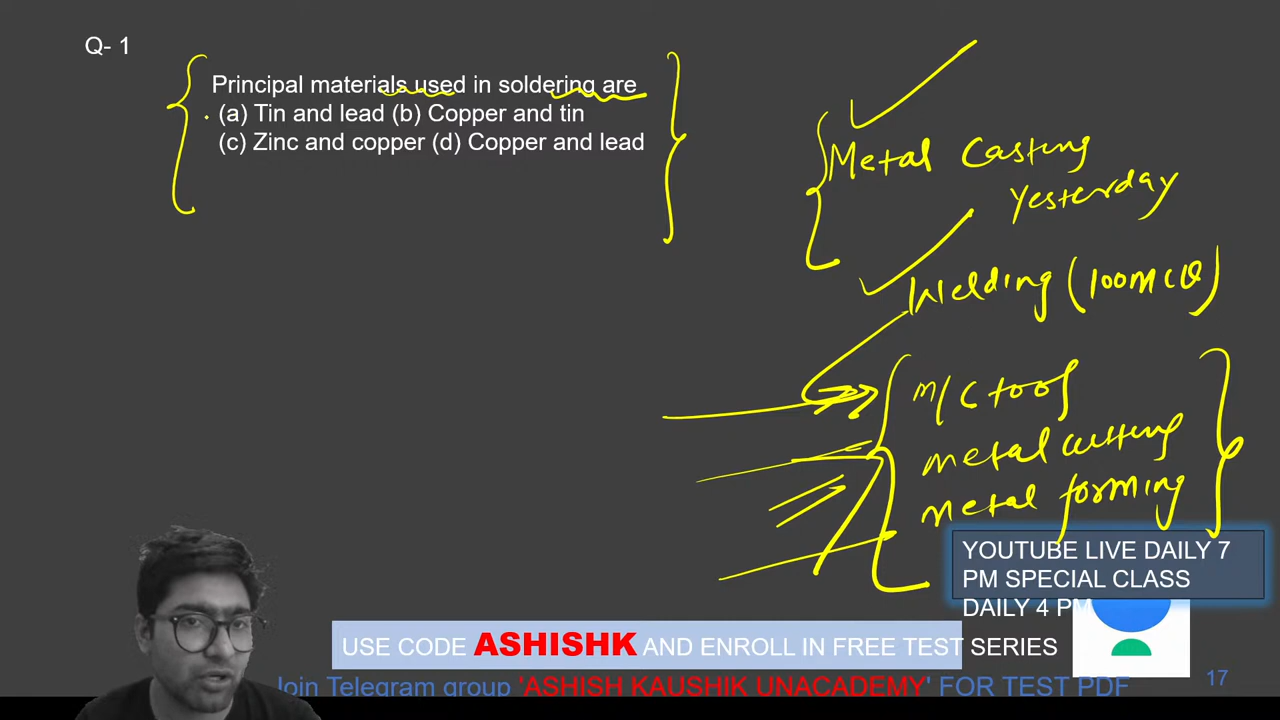 Q- 1
Principal materials used in soldering are
(a) Tin and lead (b) Copper and tin
(c) Zinc and copper (d) Copper and lead
Metal Casting
Yesterday
Welding (100MCQ)
M/C tool
metal cutting
metal forming
YOUTUBE LIVE DAILY 7
PM SPECIAL CLASS
DAILY 4 PM
USE CODE ASHISHK AND ENROLL IN FREE TEST SERIES
Join Telegram group 'ASHISH KAUSHIK UNACADEMY' FOR TEST PDF
17